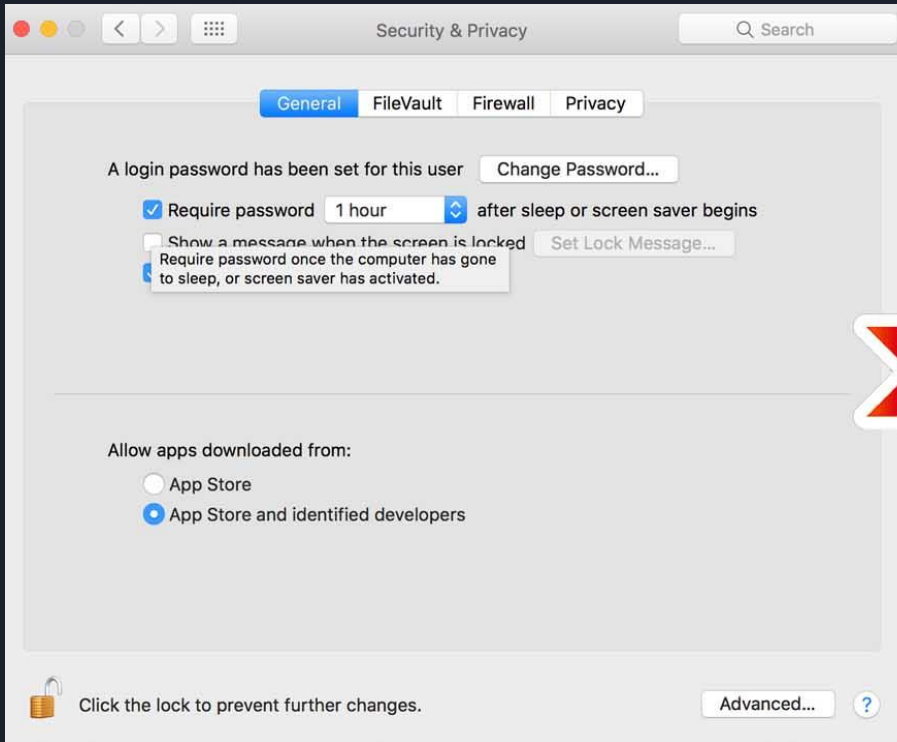 Security & Privacy
Search
General FileVault Firewall Privacy
A login password has been set for this user Change Password...
Require password 1 hour after sleep or screen saver begins
Show a message when the screen is locked Set Lock Message...
Require password once the computer has gone
to sleep, or screen saver has activated.
Allow apps downloaded from:
App Store
App Store and identified developers
Click the lock to prevent further changes.
Advanced... ?